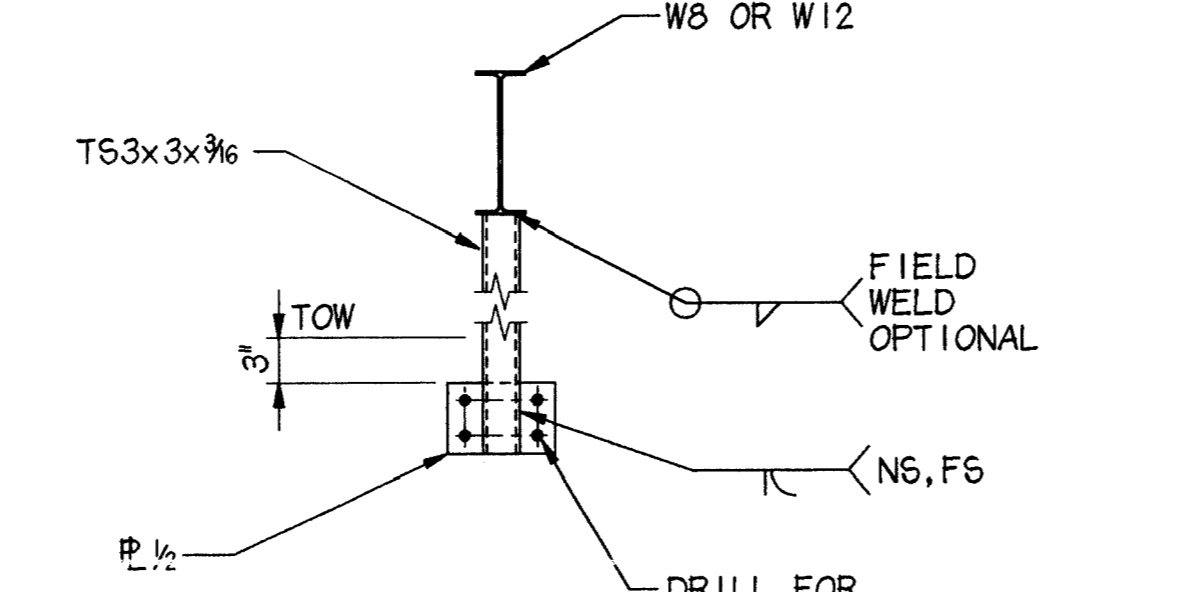 W8 OR W12
TS3x3x3/16
FIELD
WELD
OPTIONAL
TOW
3"
NS,FS
PL 1/2
DRILL FOR